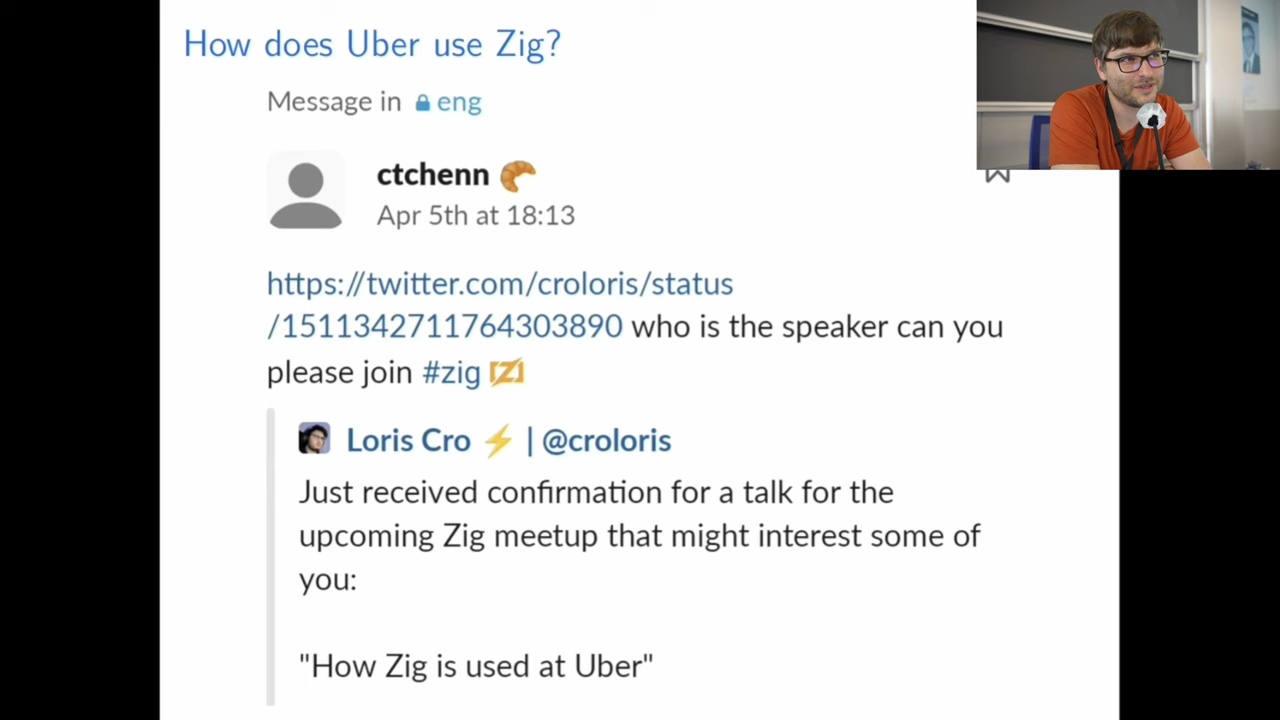 How does Uber use Zig?
Message in eng
ctchenn
Apr 5th at 18:13
https://twitter.com/croloris/status
/1511342711764303890 who is the speaker can you
please join #zig
Loris Cro ⚡ | @croloris
Just received confirmation for a talk for the
upcoming Zig meetup that might interest some of
you:
"How Zig is used at Uber"